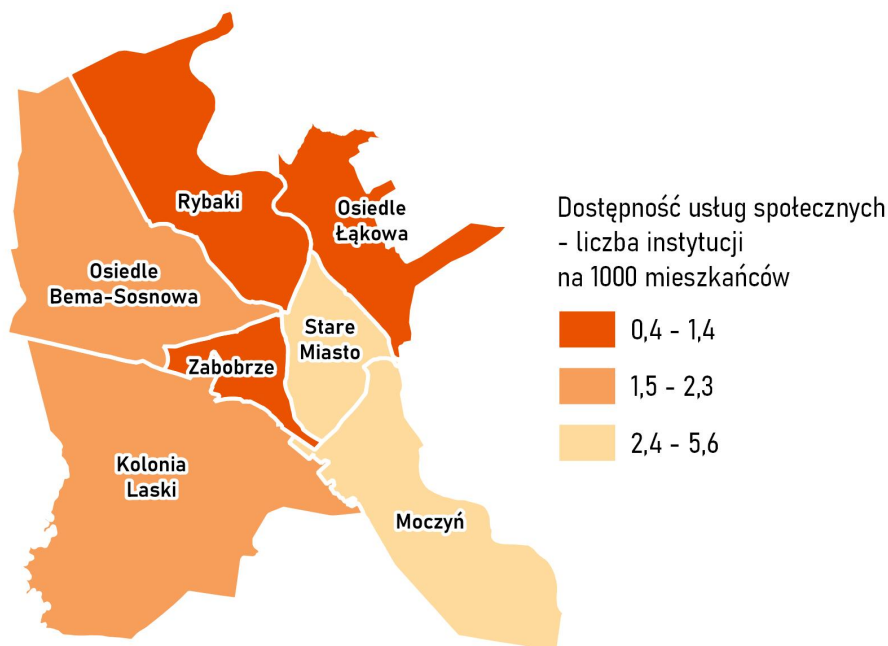 Rybaki
Osiedle
Łąkowa
Osiedle
Bema-Sosnowa
Stare
Miasto
Zabobrze
Kolonia
Laski
Moczyń
Dostępność usług społecznych
- liczba instytucji
na 1000 mieszkańców
0,4 - 1,4
1,5 - 2,3
2,4 - 5,6